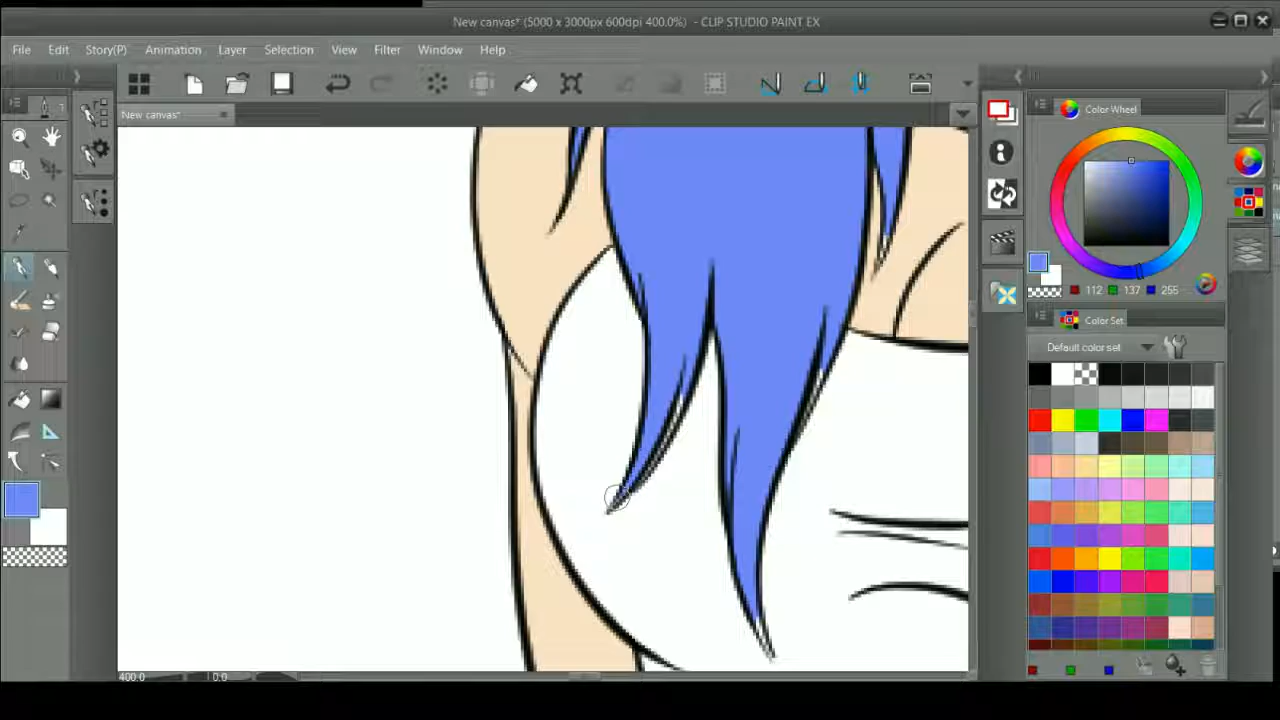 New canvas* (5000 x 3000px 600dpi 400.0%) - CLIP STUDIO PAINT EX
File Edit Story(P) Animation Layer Selection View Filter Window Help
New canvas*
Color Wheel
112 137 255
Color Set
Default color set
400.0 0.0